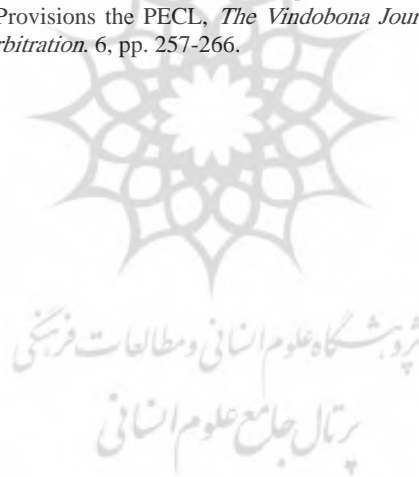 Provisions the PECL, The Vindobona Jour
rbitration. 6, pp. 257-266.
پژوهشگاه علوم انسانی و مطالعات فرهنگی
پرتال جامع علوم انسانی